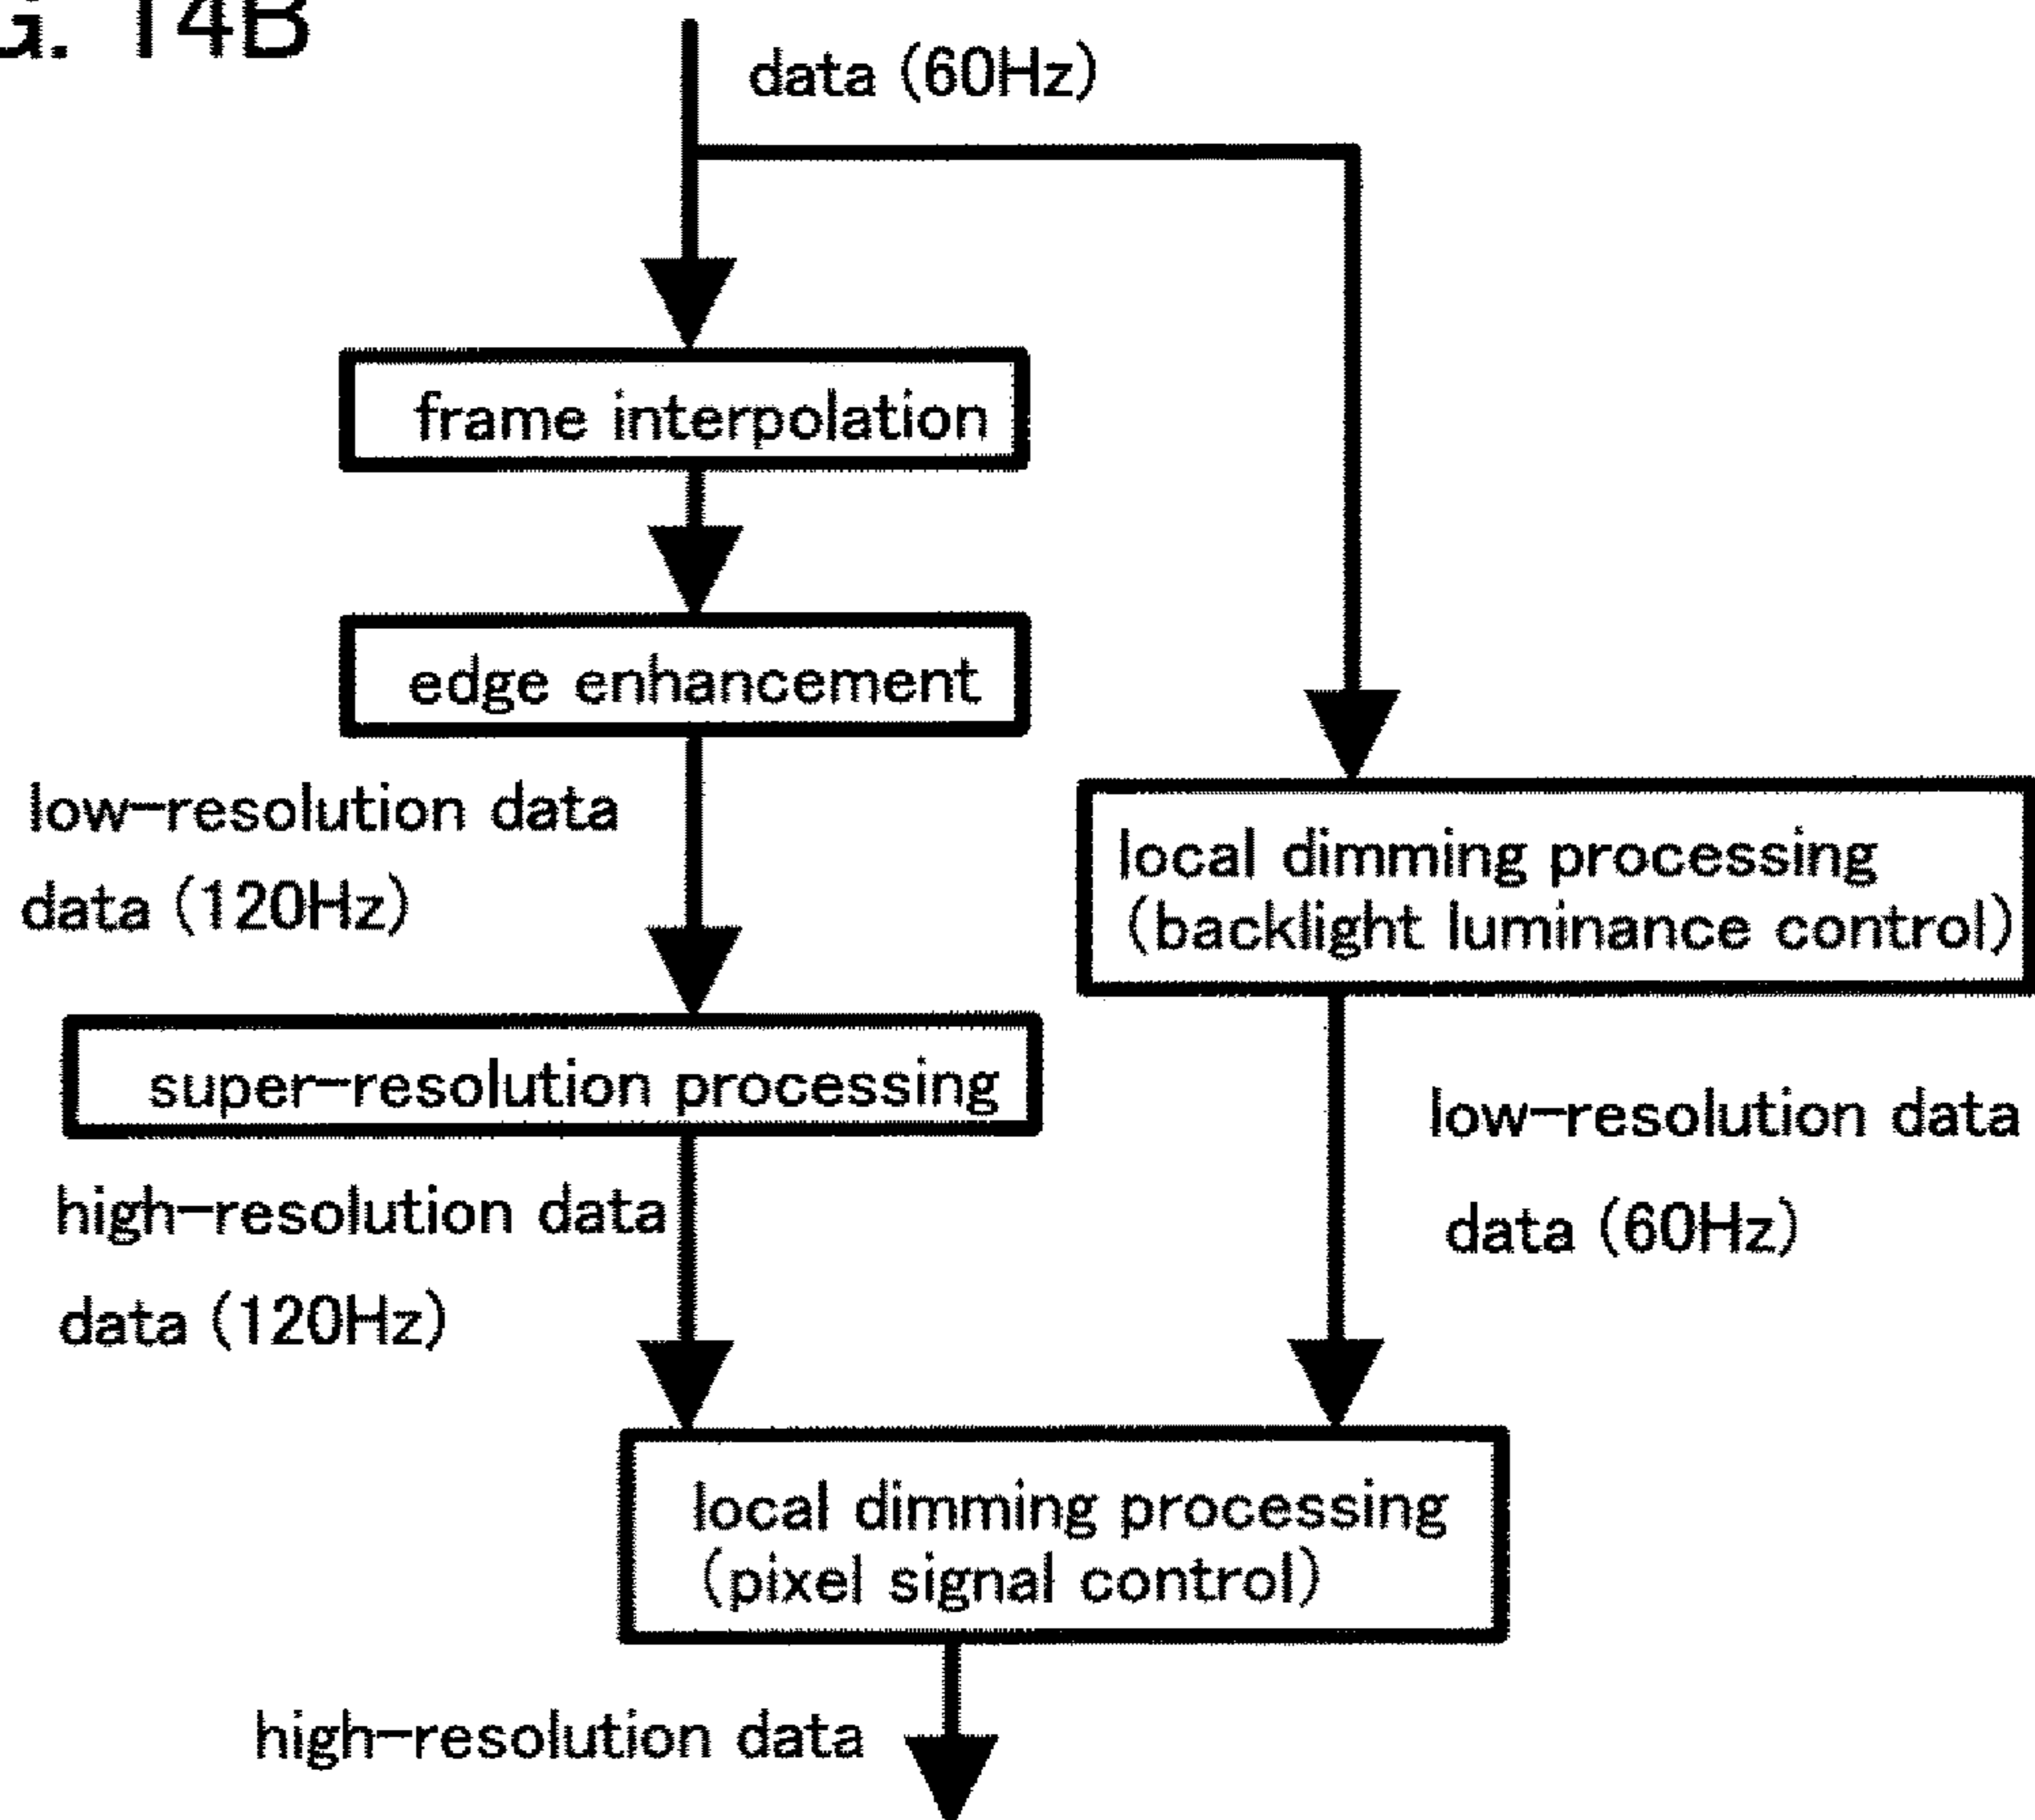 G. 14B
data (60Hz)
frame interpolation
edge enhancement
low-resolution data
data (120Hz)
local dimming processing
(backlight luminance control)
super-resolution processing
high-resolution data
data (120Hz)
low-resolution data
data (60Hz)
local dimming processing
(pixel signal control)
high-resolution data